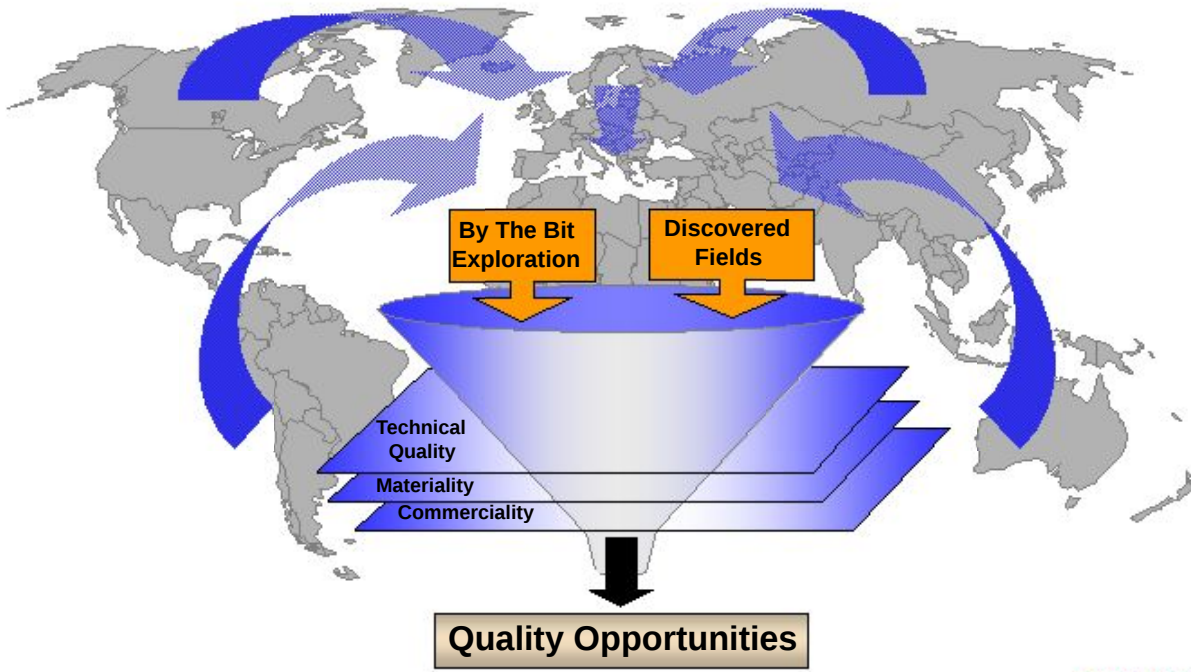 By The Bit
Exploration
Discovered
Fields
Technical
Quality
Materiality
Commerciality
Quality Opportunities